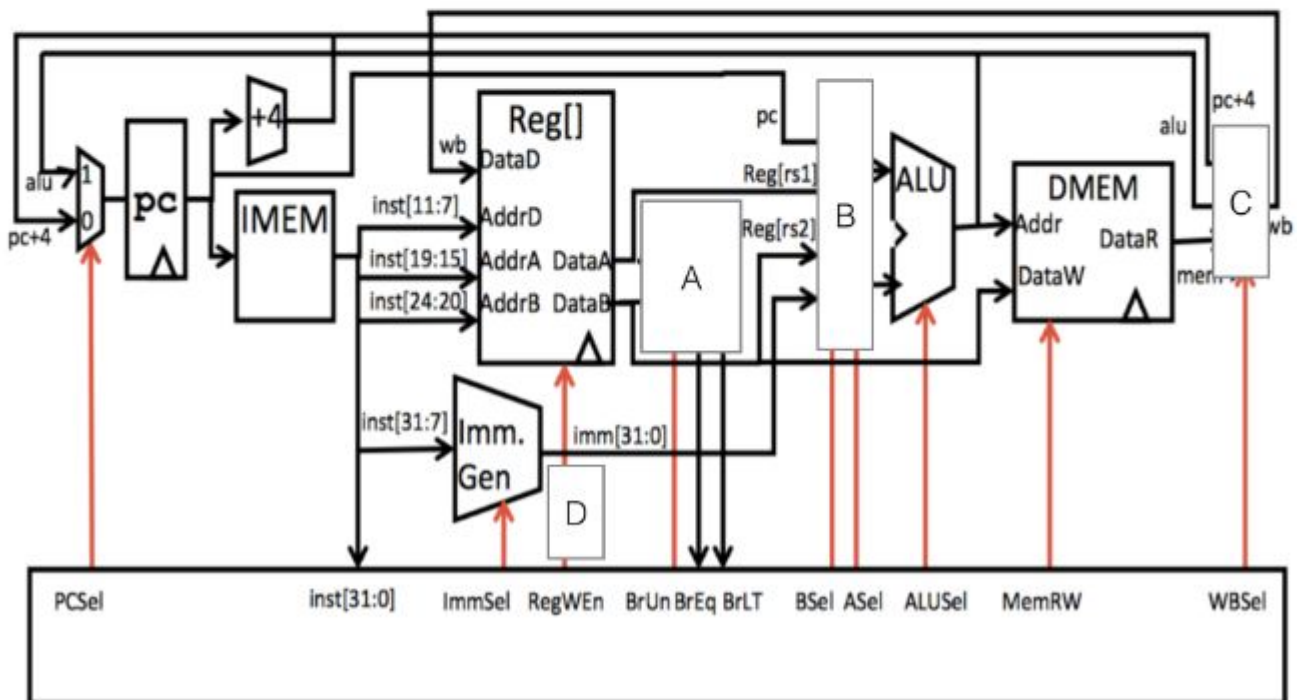 pc+4
alu
pc
+4
Reg[]
wb
DataD
Reg[rs1]
ALU
DMEM
C
alu
1
0
pc
IMEM
inst[11:7]
AddrD
B
pc+4
Reg[rs2]
Addr
wb
inst[19:15]
AddrA
DataA
A
DataR
inst[24:20]
AddrB
DataB
DataW
mem
inst[31:7]
Imm.
Gen
imm[31:0]
D
PCSel
inst[31:0]
ImmSel
RegWEn
BrUn
BrEq
BrLT
BSel
ASel
ALUSel
MemRW
WBSel